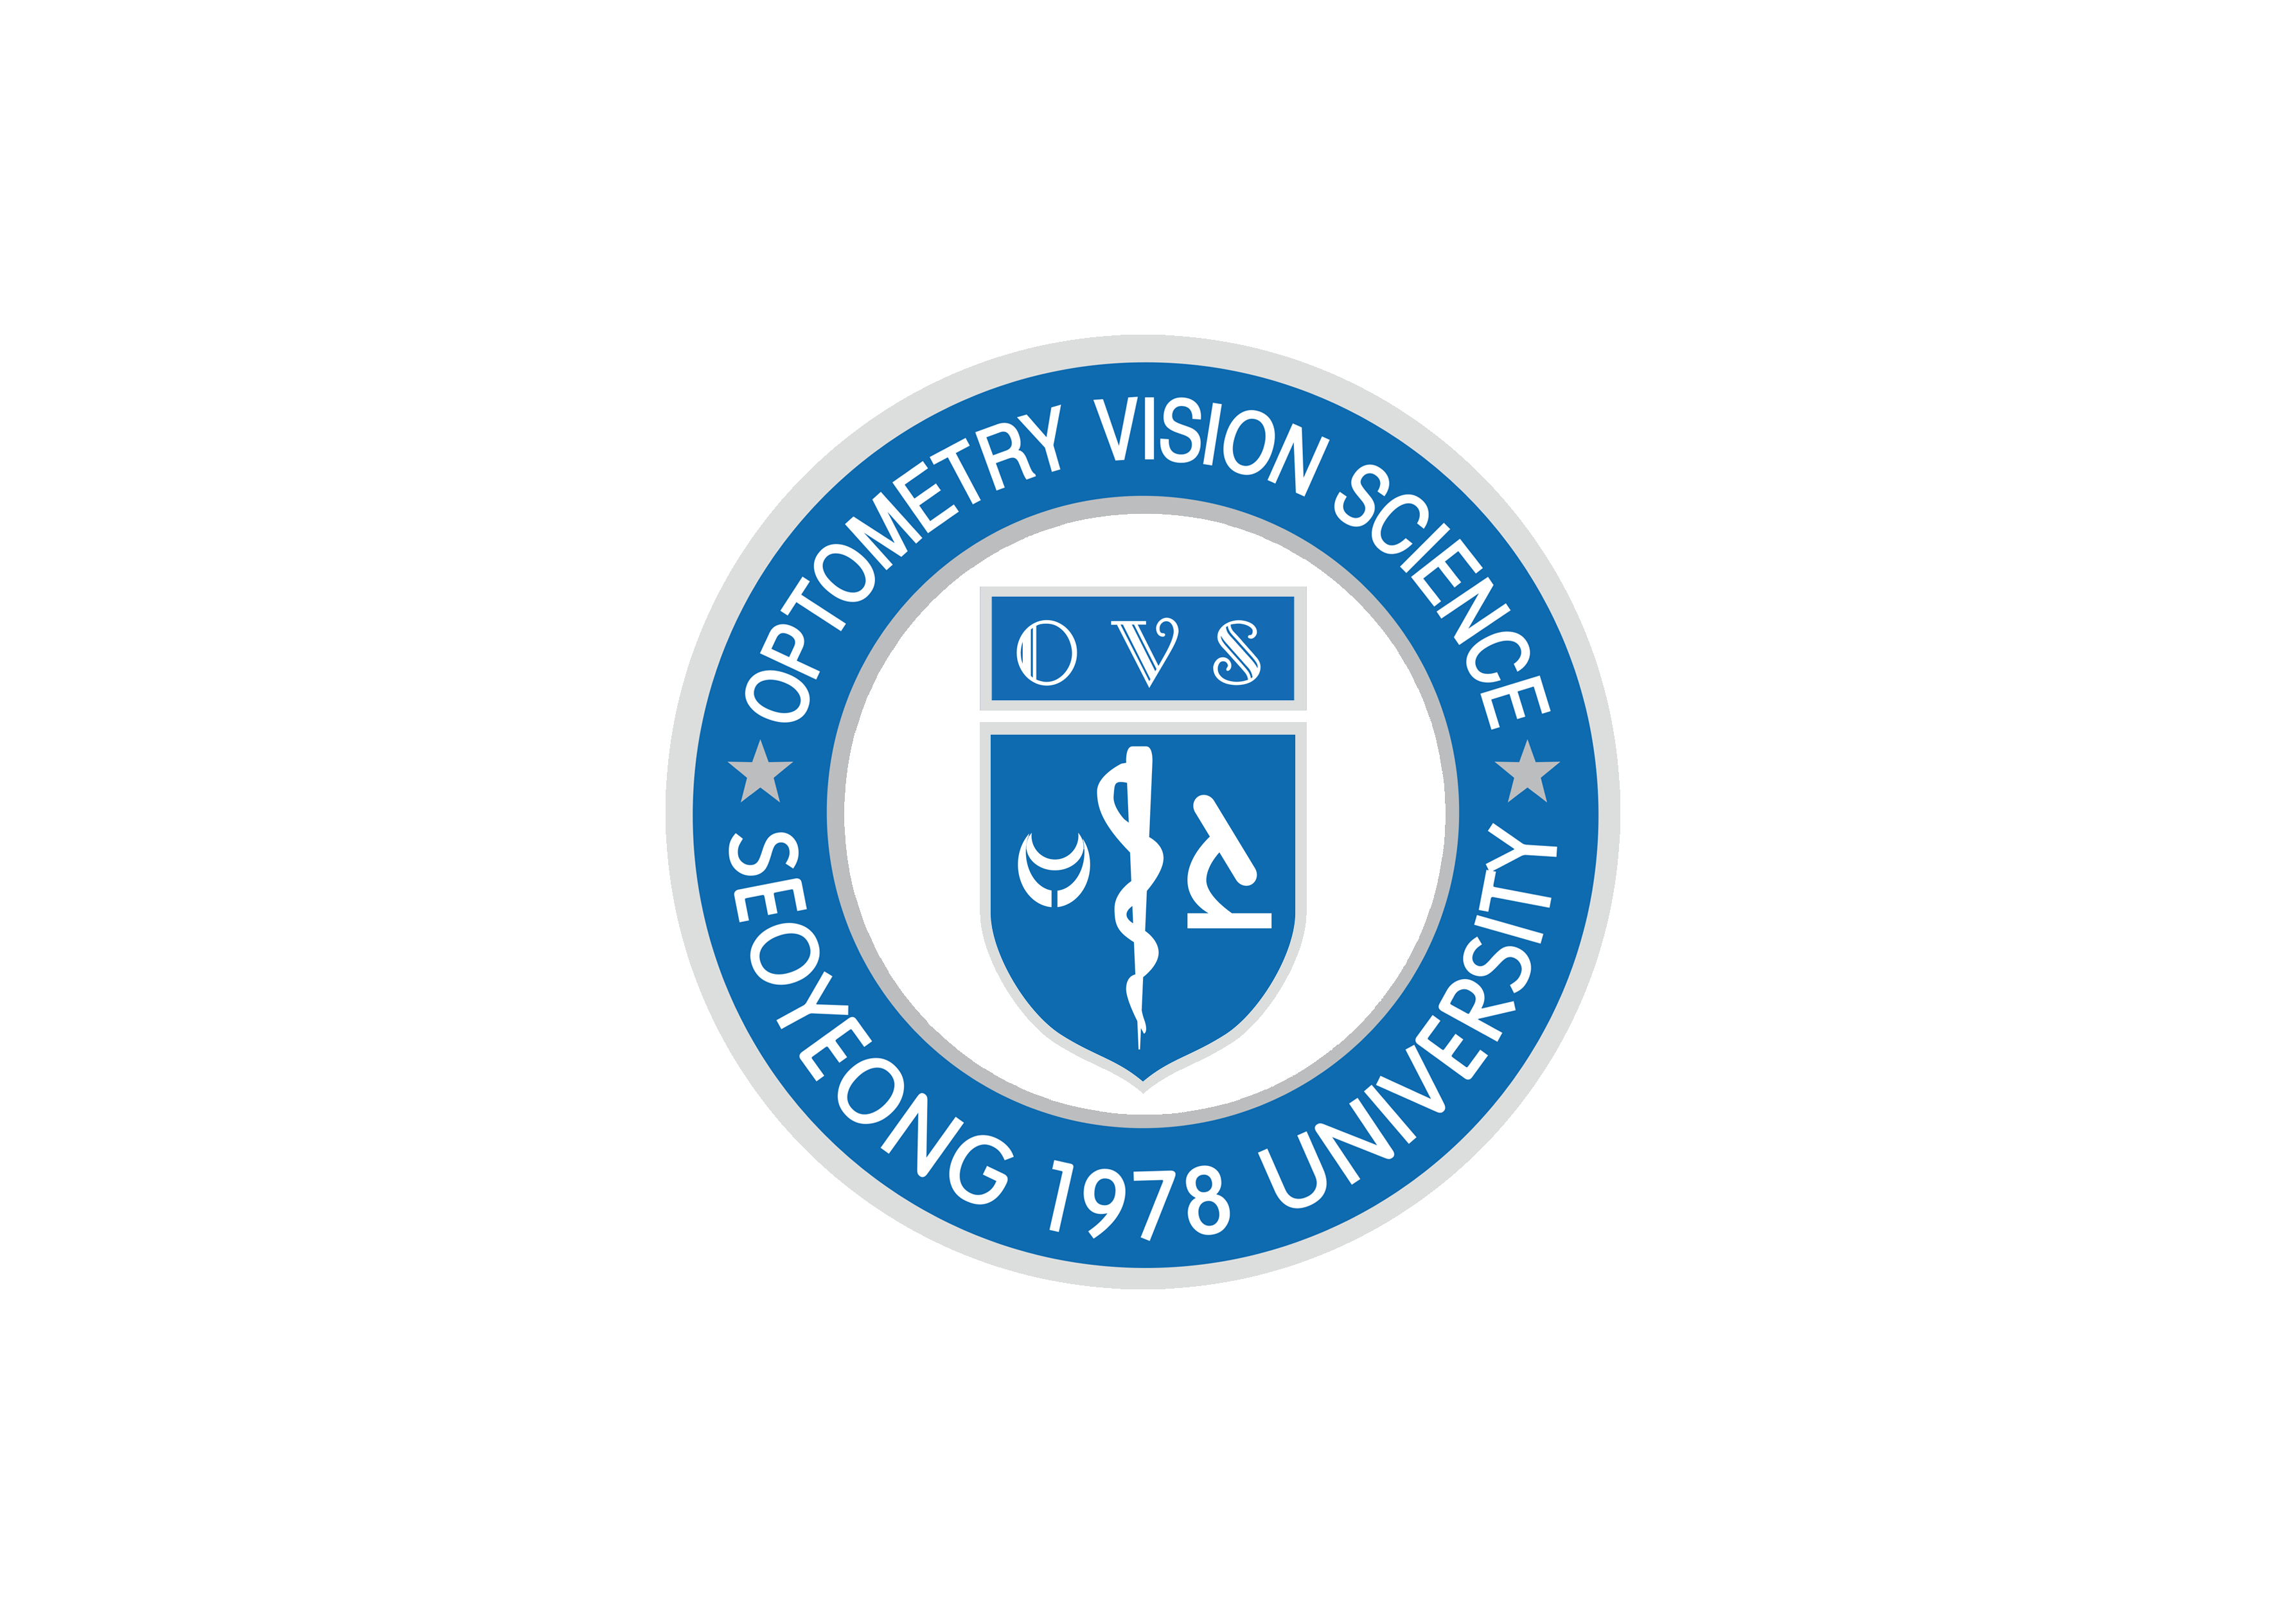 OPTOMETRY VISION SCIENCE
OVS
SEOYEONG 1978 UNIVERSITY